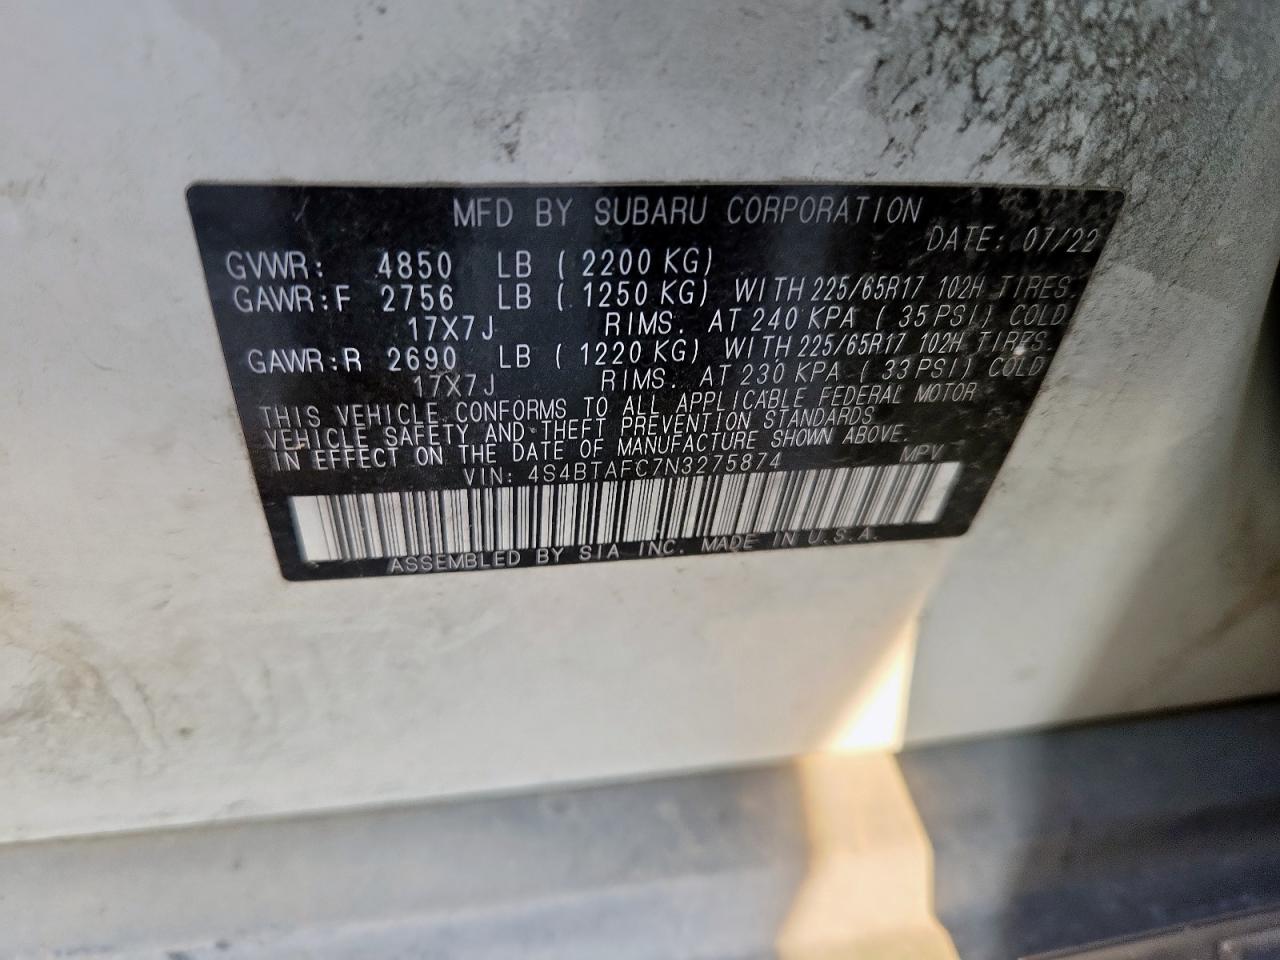 MFD BY SUBARU CORPORATION
DATE: 07/22
GVWR: 4850 LB (2200 KG)
GAWR:F 2756 LB (1250 KG) WITH 225/65R17 102H TIRES.
17X7J RIMS. AT 240 KPA (35 PSI) COLD
GAWR:R 2690 LB (1220 KG) WITH 225/65R17 102H TIRES.
17X7J RIMS. AT 230 KPA (33 PSI) COLD
THIS VEHICLE CONFORMS TO ALL APPLICABLE FEDERAL MOTOR
VEHICLE SAFETY AND THEFT PREVENTION STANDARDS
IN EFFECT ON THE DATE OF MANUFACTURE SHOWN ABOVE.
VIN: 4S4BTAFC7N3275874 MPV
ASSEMBLED BY SIA INC. MADE IN U.S.A.